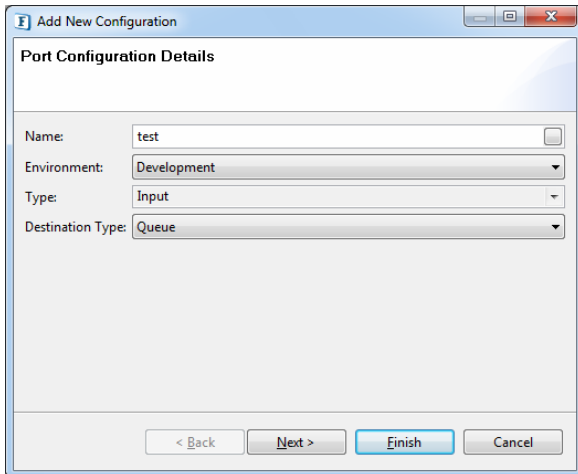 F Add New Configuration
Port Configuration Details
Name: test
Environment: Development
Type: Input
Destination Type: Queue
< Back Next > Finish Cancel